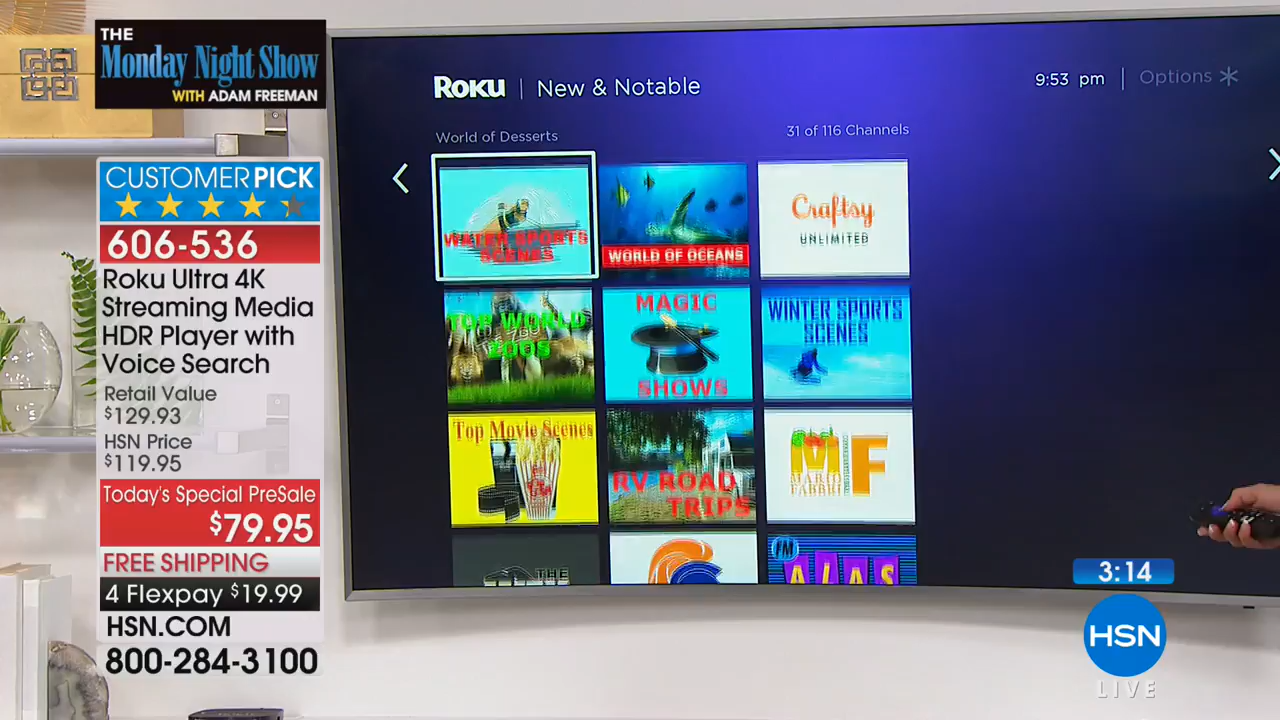 THE
Monday Night Show
WITH ADAM FREEMAN
CUSTOMER PICK
606-536
Roku Ultra 4K
Streaming Media
HDR Player with
Voice Search
Retail Value
$129.93
HSN Price
$119.95
Today's Special PreSale
$79.95
FREE SHIPPING
4 Flexpay $19.99
HSN.COM
800-284-3100
Roku | New & Notable
9:53 pm | Options
World of Desserts
31 of 116 Channels
WATER SPORTS
SCENES
WORLD OF OCEANS
Craftsy
UNLIMITED
TOP WORLD
ZOOS
MAGIC
SHOWS
WINTER SPORTS
SCENES
Top Movie Scenes
RV ROAD
TRIPS
MF
MARIO
FABBRI
THE
FM
3:14
HSN
LIVE